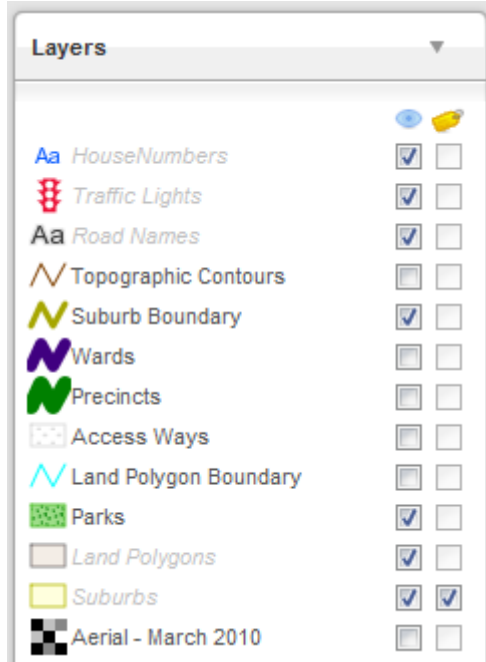 Layers
Aa HouseNumbers
Traffic Lights
Aa Road Names
Topographic Contours
Suburb Boundary
Wards
Precincts
Access Ways
Land Polygon Boundary
Parks
Land Polygons
Suburbs
Aerial - March 2010